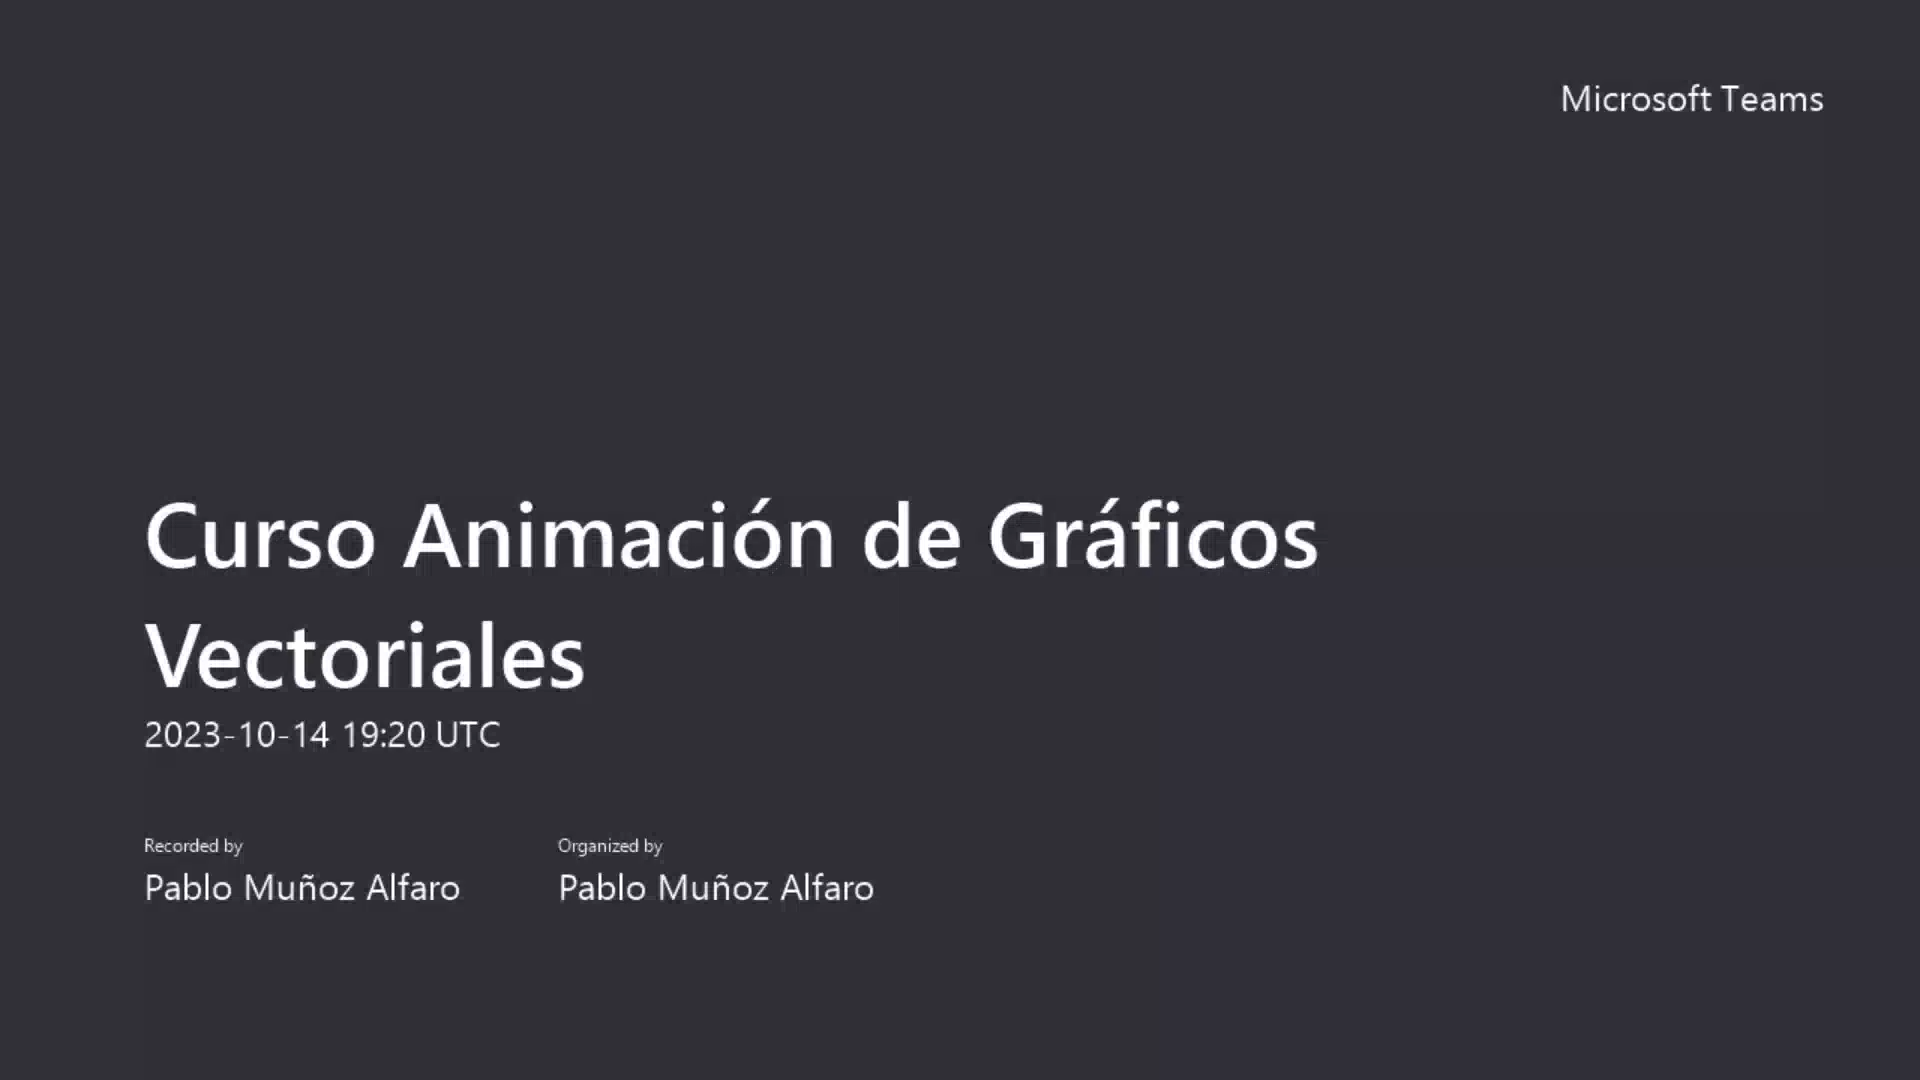 Microsoft Teams
Curso Animación de Gráficos
Vectoriales
2023-10-14 19:20 UTC
Recorded by
Pablo Muñoz Alfaro
Organized by
Pablo Muñoz Alfaro